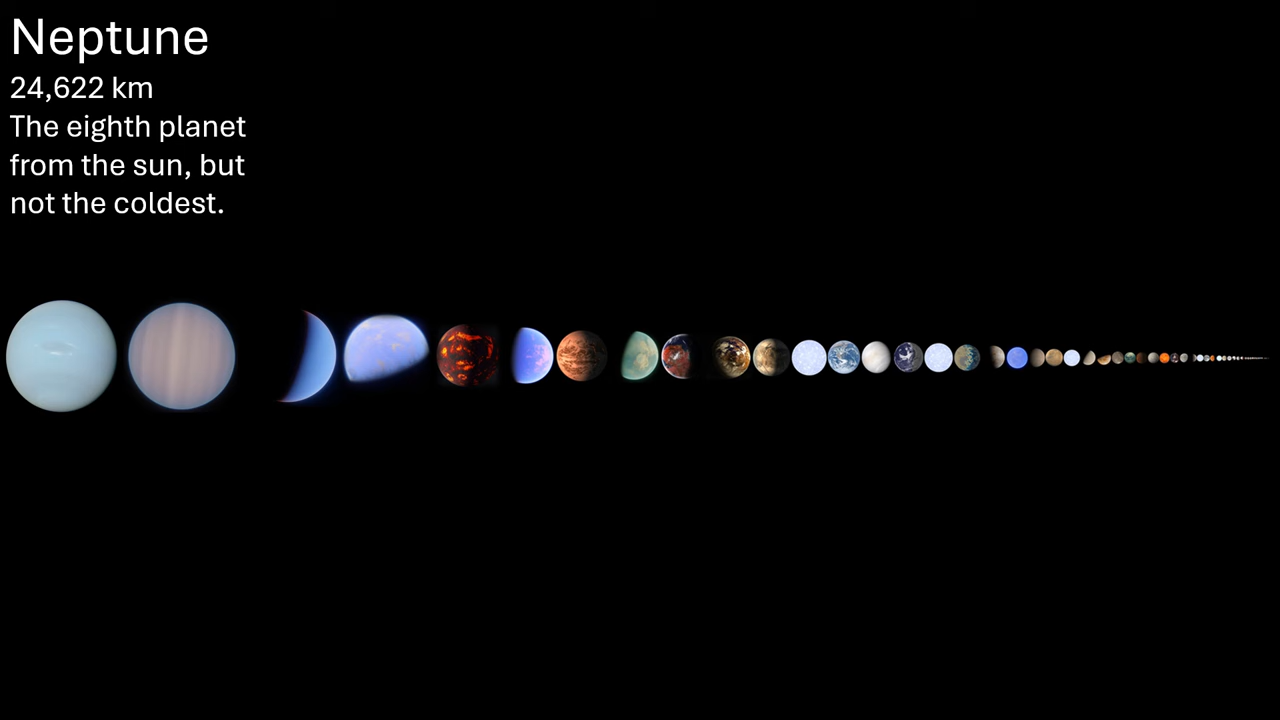 Neptune
24,622 km
The eighth planet
from the sun, but
not the coldest.